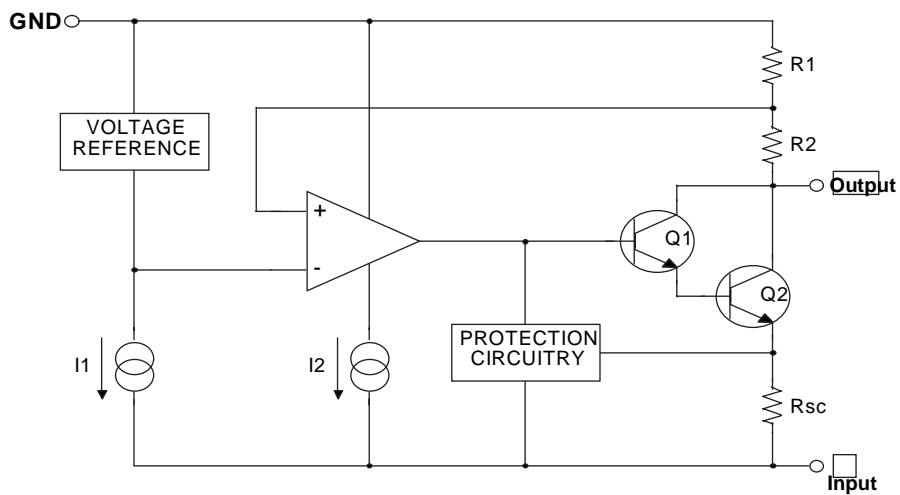 GND
R1
VOLTAGE
REFERENCE
R2
Output
+
Q1
-
Q2
PROTECTION
CIRCUITRY
I1
I2
Rsc
Input